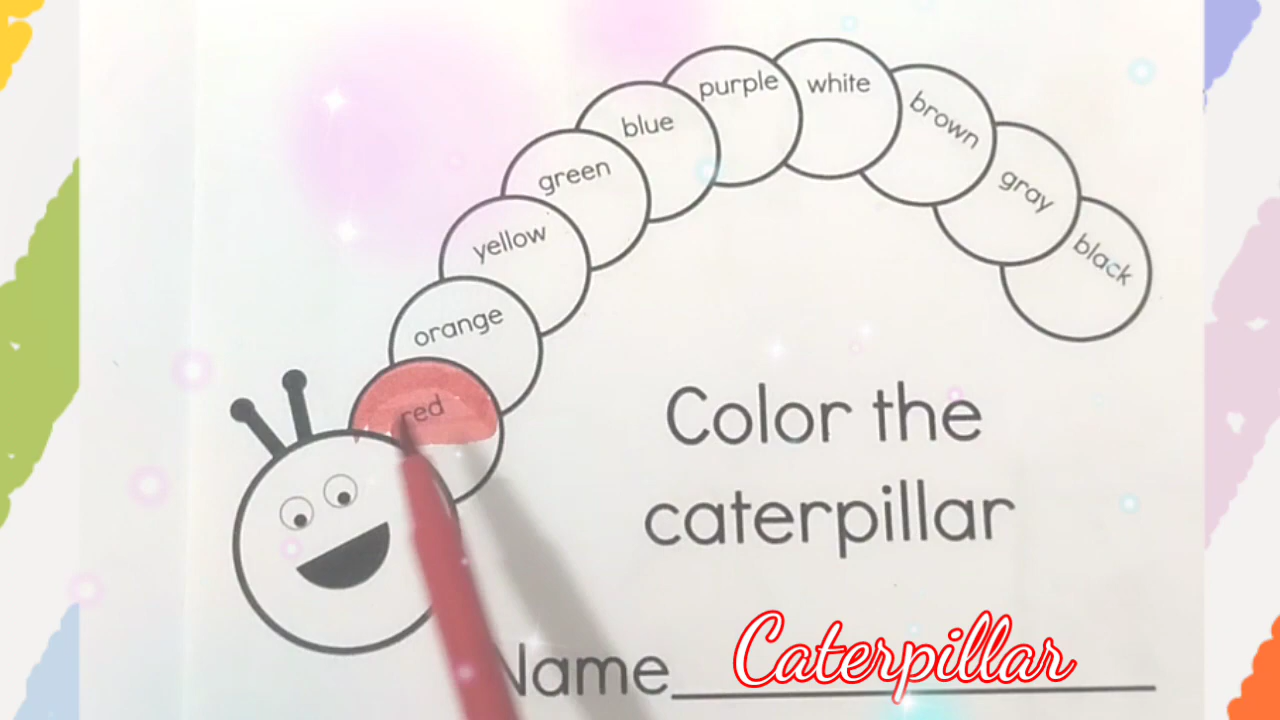 purple
white
blue
brown
green
gray
yellow
black
orange
red
Color the
caterpillar
Name Caterpillar